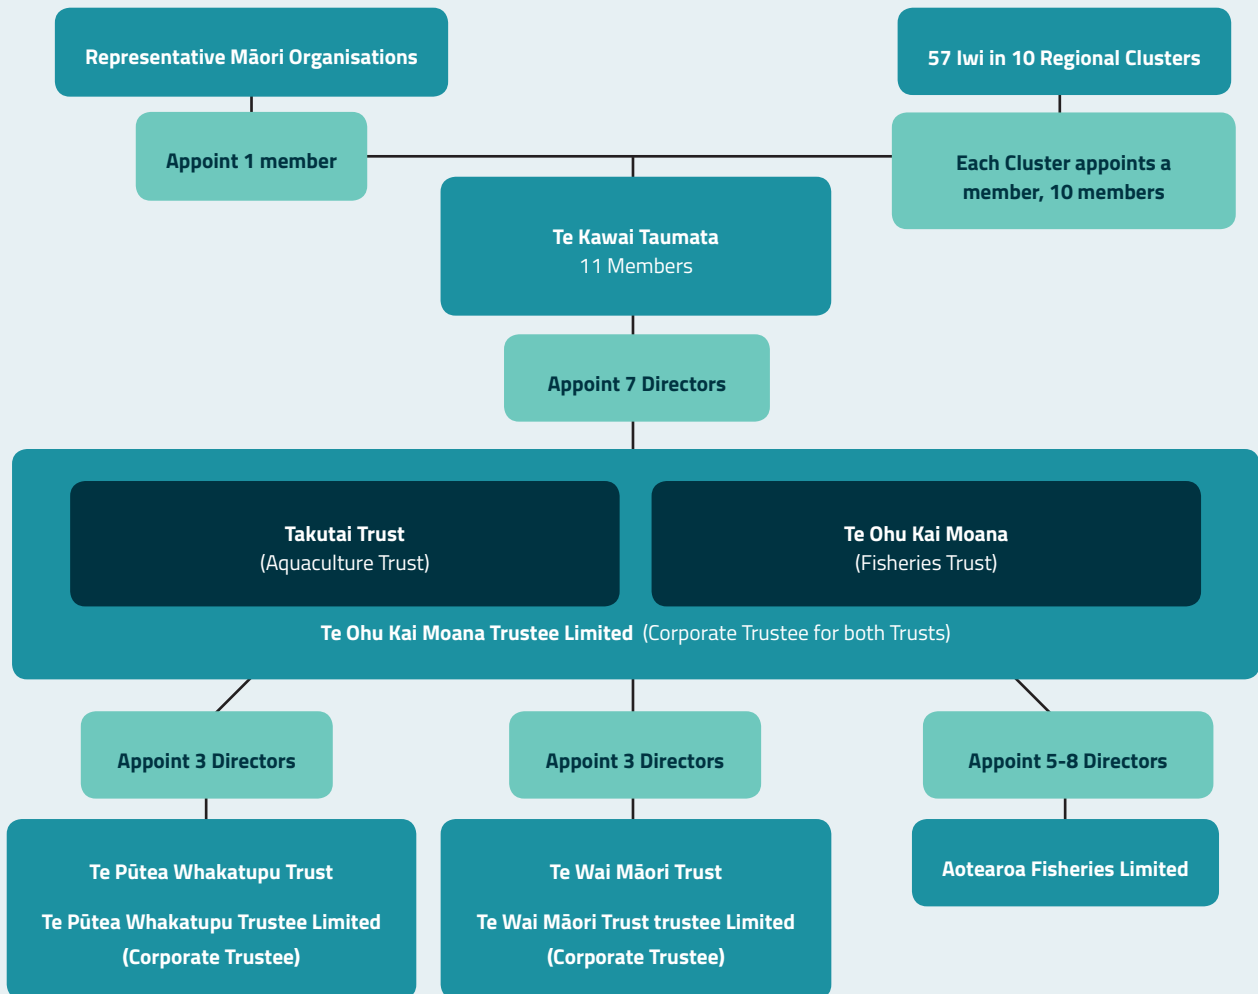 Representative Māori Organisations
57 Iwi in 10 Regional Clusters
Appoint 1 member
Each Cluster appoints a
member, 10 members
Te Kawai Taumata
11 Members
Appoint 7 Directors
Takutai Trust
(Aquaculture Trust)
Te Ohu Kai Moana
(Fisheries Trust)
Te Ohu Kai Moana Trustee Limited (Corporate Trustee for both Trusts)
Appoint 3 Directors
Appoint 3 Directors
Appoint 5-8 Directors
Te Pūtea Whakatupu Trust
Te Pūtea Whakatupu Trustee Limited
(Corporate Trustee)
Te Wai Māori Trust
Te Wai Māori Trust trustee Limited
(Corporate Trustee)
Aotearoa Fisheries Limited